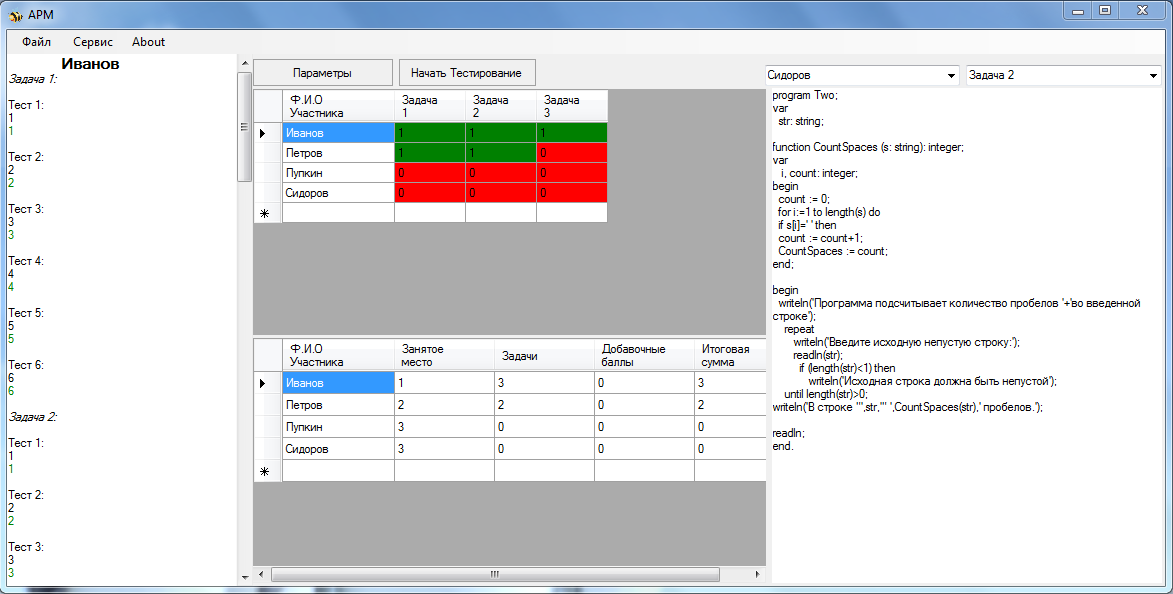 АРМ
Файл Сервис About
Иванов
Задача 1:
Тест 1:
1
1
Тест 2:
2
2
Тест 3:
3
3
Тест 4:
4
4
Тест 5:
5
5
Тест 6:
6
6
Задача 2:
Тест 1:
1
1
Тест 2:
2
2
Тест 3:
3
3
Параметры Начать Тестирование
Ф.И.О Участника Задача 1 Задача 2 Задача 3
Иванов 1 1 1
Петров 1 1 0
Пупкин 0 0 0
Сидоров 0 0 0
Ф.И.О Участника Занятое место Задачи Добавочные баллы Итоговая сумма
Иванов 1 3 0 3
Петров 2 2 0 2
Пупкин 3 0 0 0
Сидоров 3 0 0 0
Сидоров Задача 2
program Two;
var
str: string;
function CountSpaces (s: string): integer;
var
i, count: integer;
begin
count := 0;
for i:=1 to length(s) do
if s[i]=' ' then
count := count+1;
CountSpaces := count;
end;
begin
writeln('Программа подсчитывает количество пробелов '+'во введенной
строке');
repeat
writeln('Введите исходную непустую строку:');
readln(str);
if (length(str)<1) then
writeln('Исходная строка должна быть непустой');
until length(str)>0;
writeln('В строке "',str,'" ',CountSpaces(str),' пробелов.');
readln;
end.